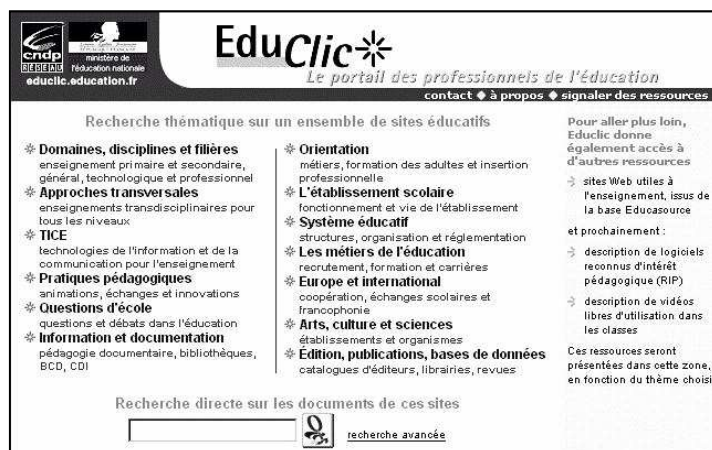 cndp
RÉSEAU
ministère de
l'éducation nationale
educlic.education.fr
EduClic
Le portail des professionnels de l'éducation
contact ◆ à propos ◆ signaler des ressources
Recherche thématique sur un ensemble de sites éducatifs
Domaines, disciplines et filières
enseignement primaire et secondaire,
général, technologique et professionnel
Approches transversales
enseignements transdisciplinaires pour
tous les niveaux
TICE
technologies de l'information et de la
communication pour l'enseignement
Pratiques pédagogiques
animations, échanges et innovations
Questions d'école
questions et débats dans l'éducation
Information et documentation
pédagogie documentaire, bibliothèques,
BCD, CDI
Orientation
métiers, formation des adultes et insertion
professionnelle
L'établissement scolaire
fonctionnement et vie de l'établissement
Système éducatif
structures, organisation et réglementation
Les métiers de l'éducation
recrutement, formation et carrières
Europe et international
coopération, échanges scolaires et
francophonie
Arts, culture et sciences
établissements et organismes
Édition, publications, bases de données
catalogues d'éditeurs, librairies, revues
Pour aller plus loin,
Educlic donne
également accès à
d'autres ressources
sites Web utiles à
l'enseignement, issus de
la base Educasource
et prochainement :
description de logiciels
reconnus d'intérêt
pédagogique (RIP)
description de vidéos
libres d'utilisation dans
les classes
Ces ressources seront
présentées dans cette zone,
en fonction du thème choisi
Recherche directe sur les documents de ces sites
recherche avancée